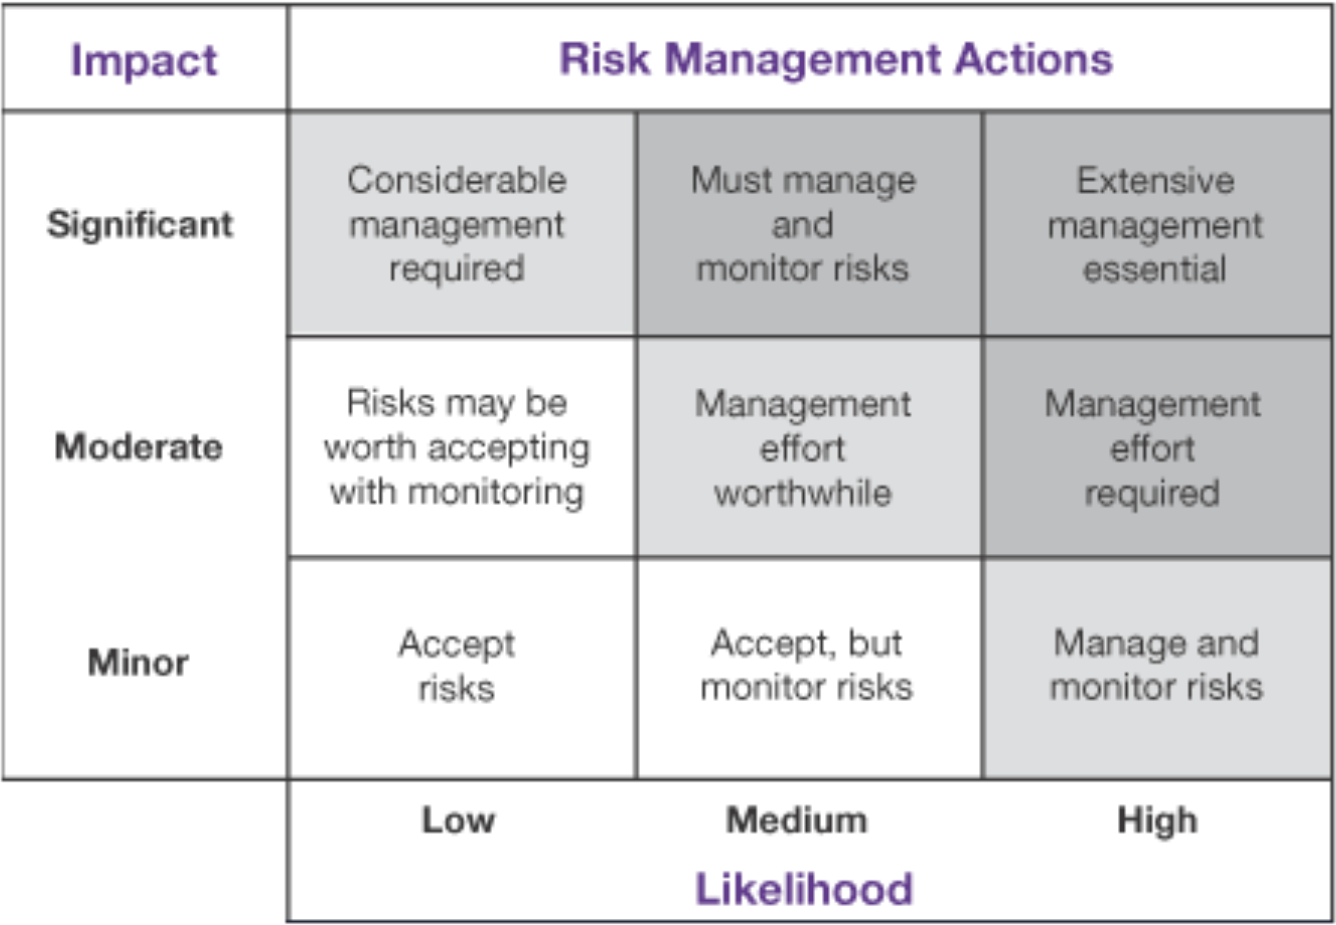 Impact
Risk Management Actions
Significant
Considerable
management
required
Must manage
and
monitor risks
Extensive
management
essential
Moderate
Risks may be
worth accepting
with monitoring
Management
effort
worthwhile
Management
effort
required
Minor
Accept
risks
Accept, but
monitor risks
Manage and
monitor risks
Low
Medium
High
Likelihood